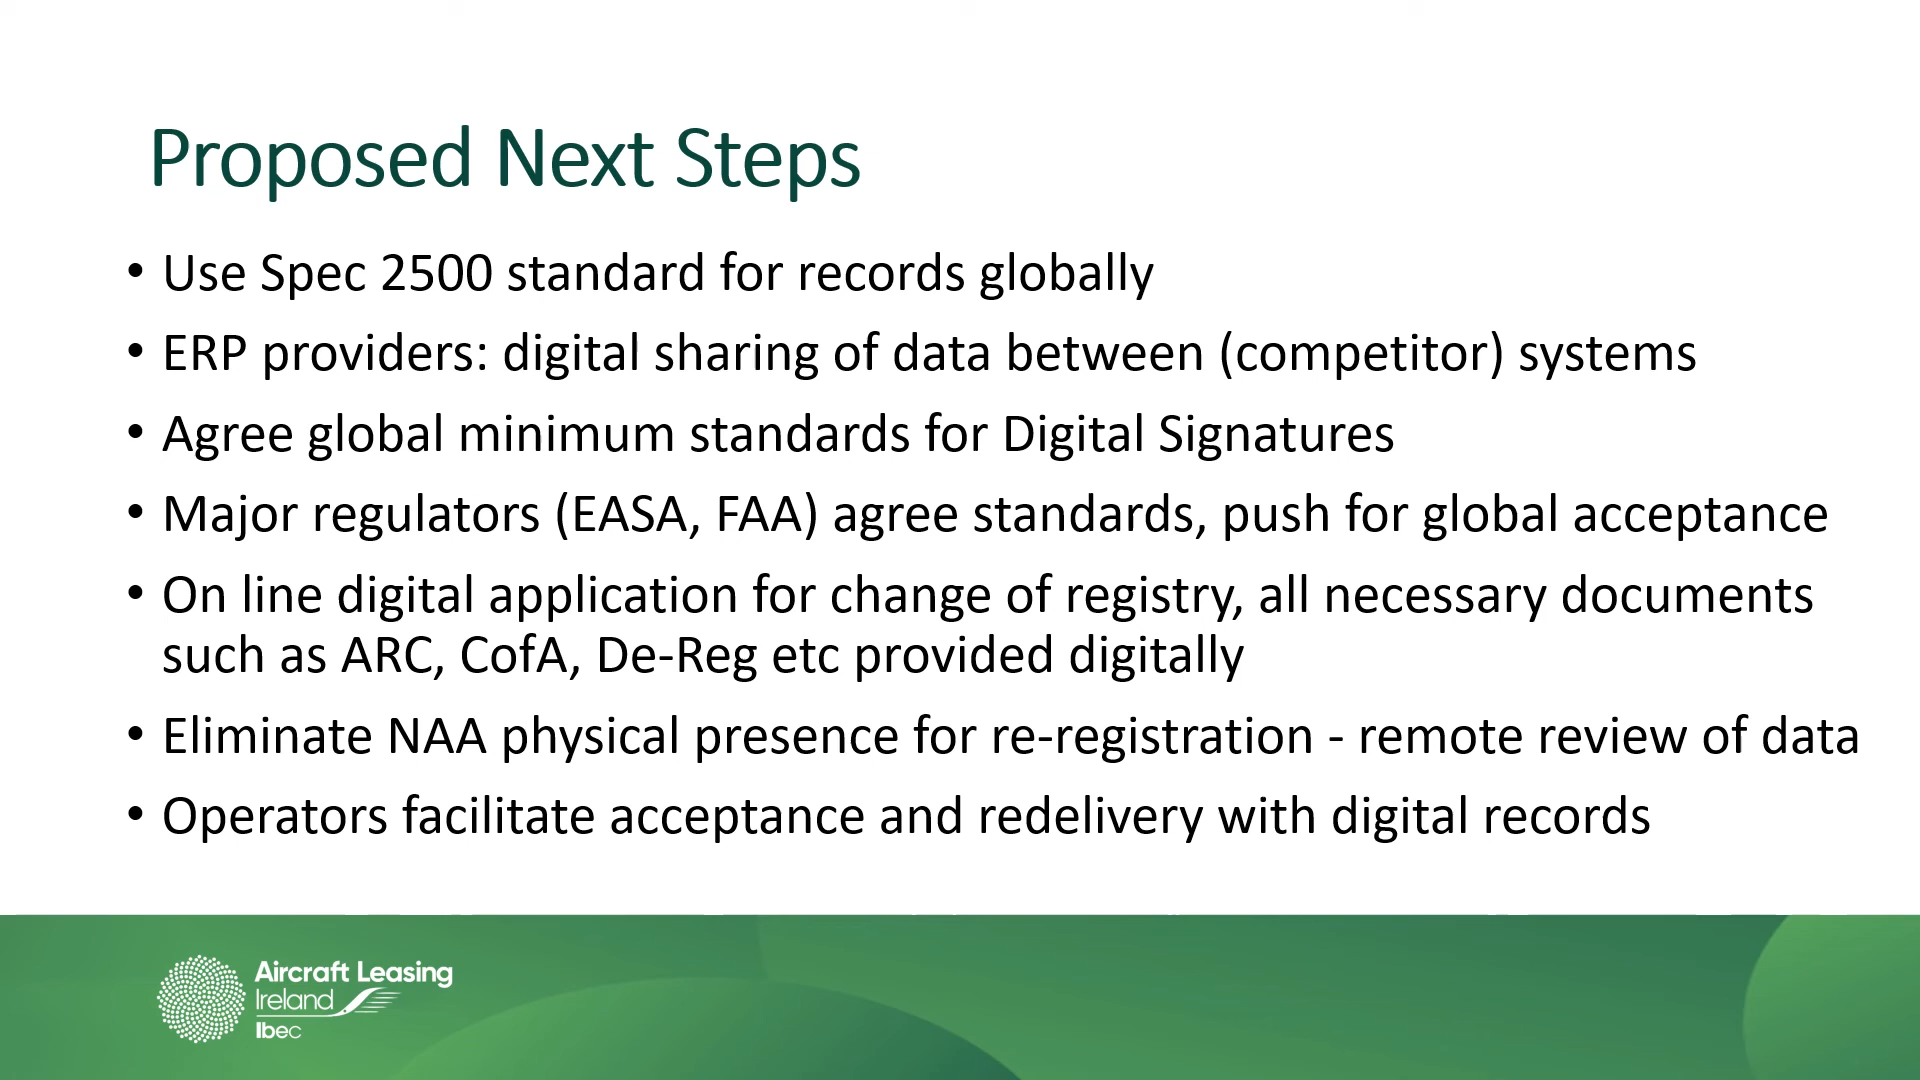 Proposed Next Steps
• Use Spec 2500 standard for records globally
• ERP providers: digital sharing of data between (competitor) systems
• Agree global minimum standards for Digital Signatures
• Major regulators (EASA, FAA) agree standards, push for global acceptance
• On line digital application for change of registry, all necessary documents
such as ARC, CofA, De-Reg etc provided digitally
• Eliminate NAA physical presence for re-registration - remote review of data
• Operators facilitate acceptance and redelivery with digital records
Aircraft Leasing
Ireland
Ibec